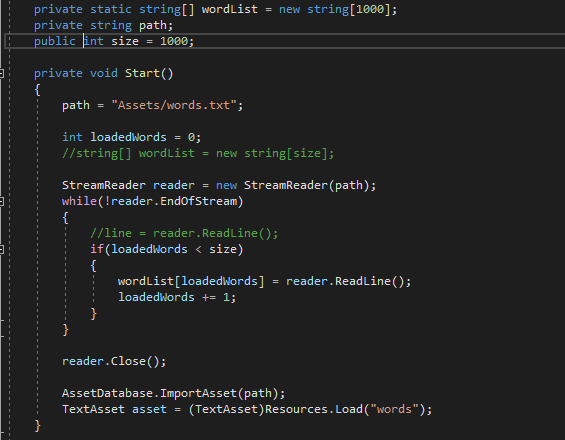 private static string[] wordList = new string[1000];
private string path;
public int size = 1000;
private void Start()
{
path = "Assets/words.txt";
int loadedWords = 0;
//string[] wordList = new string[size];
StreamReader reader = new StreamReader(path);
while(!reader.EndOfStream)
{
//line = reader.ReadLine();
if(loadedWords < size)
{
wordList[loadedWords] = reader.ReadLine();
loadedWords += 1;
}
}
reader.Close();
AssetDatabase.ImportAsset(path);
TextAsset asset = (TextAsset)Resources.Load("words");
}